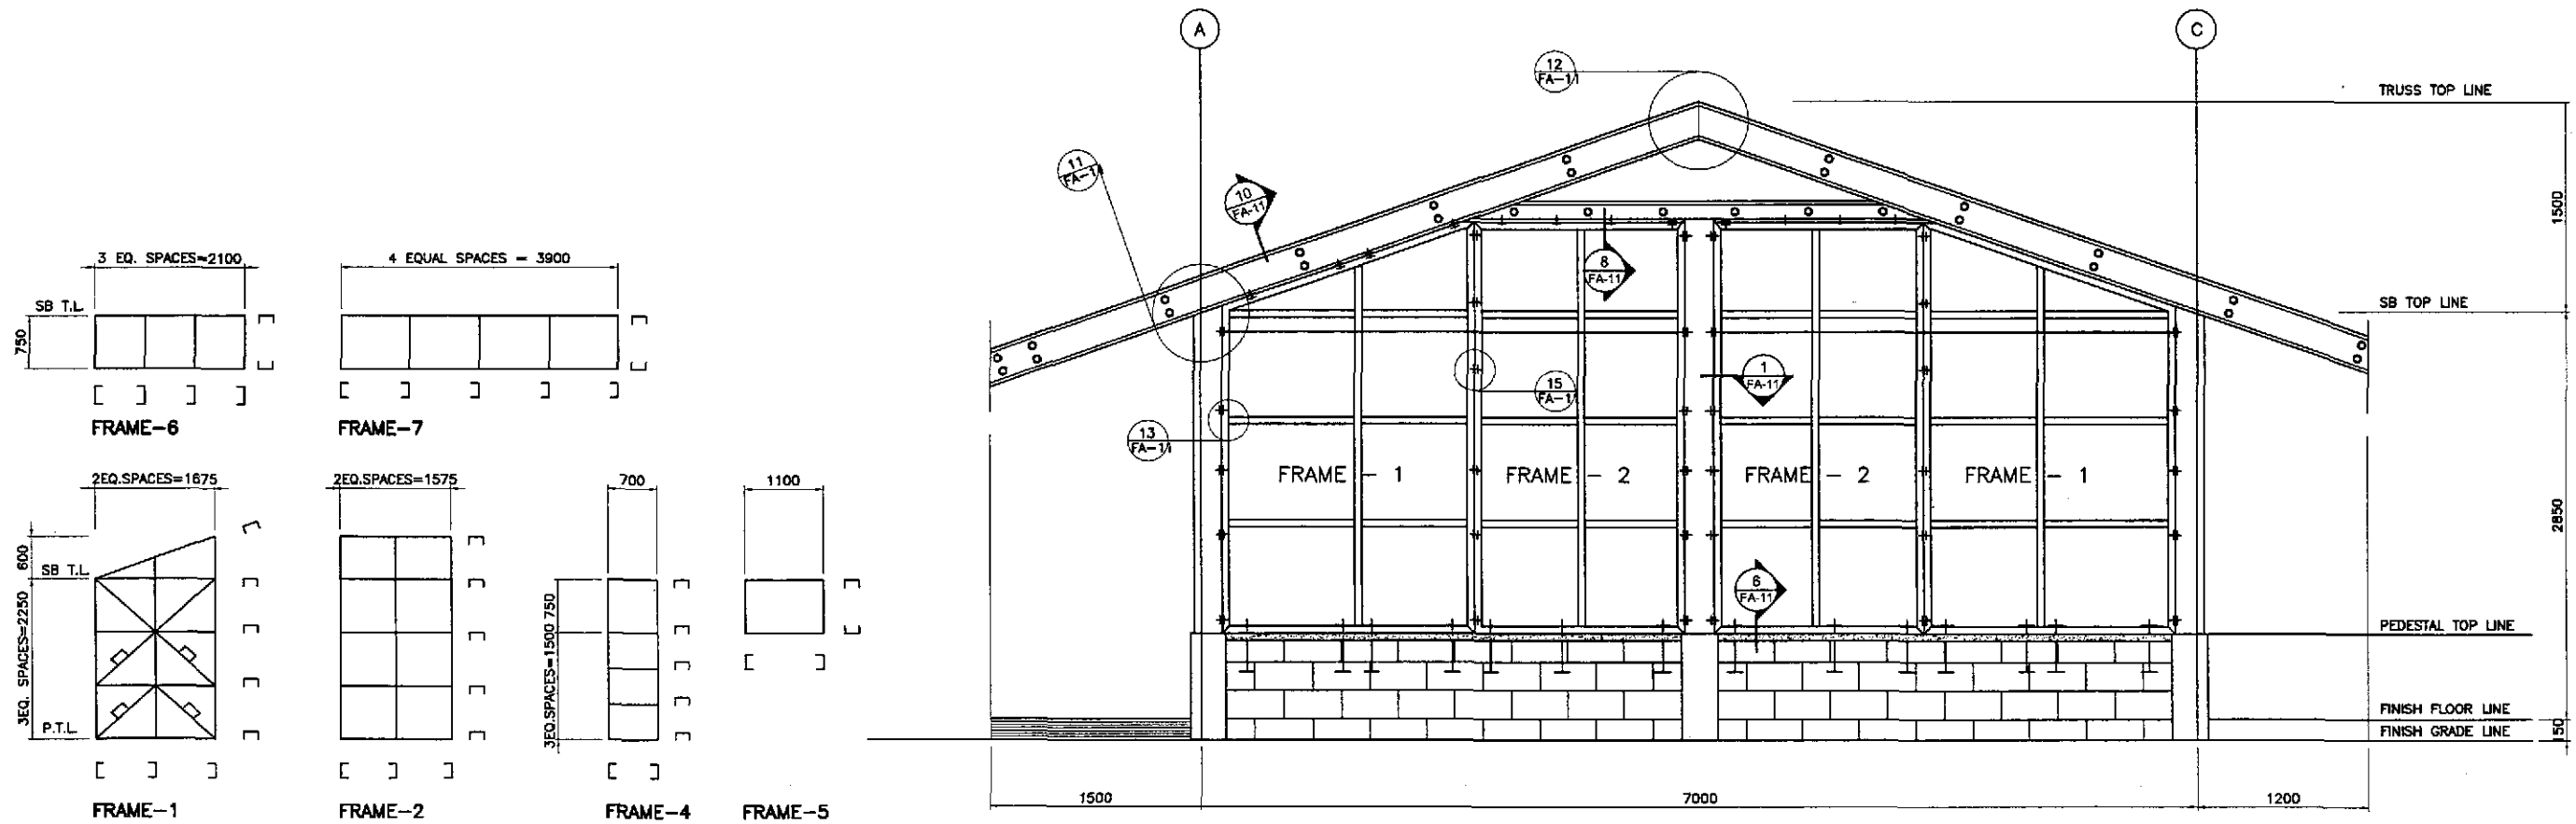 A
C
12
FA-11
TRUSS TOP LINE
11
FA-11
10
FA-11
1500
3 EQ. SPACES=2100
4 EQUAL SPACES - 3900
SB T.L.
750
8
FA-11
SB TOP LINE
FRAME-6
FRAME-7
1
FA-11
15
FA-11
13
FA-11
2EQ.SPACES=1675
2EQ.SPACES=1575
700
1100
FRAME - 1
FRAME - 2
FRAME - 2
FRAME - 1
2850
600
SB T.L.
3EQ. SPACES=2250
3EQ.SPACES=1500 750
P.T.L.
6
FA-11
PEDESTAL TOP LINE
FINISH FLOOR LINE
FINISH GRADE LINE
150
FRAME-1
FRAME-2
FRAME-4
FRAME-5
1500
7000
1200